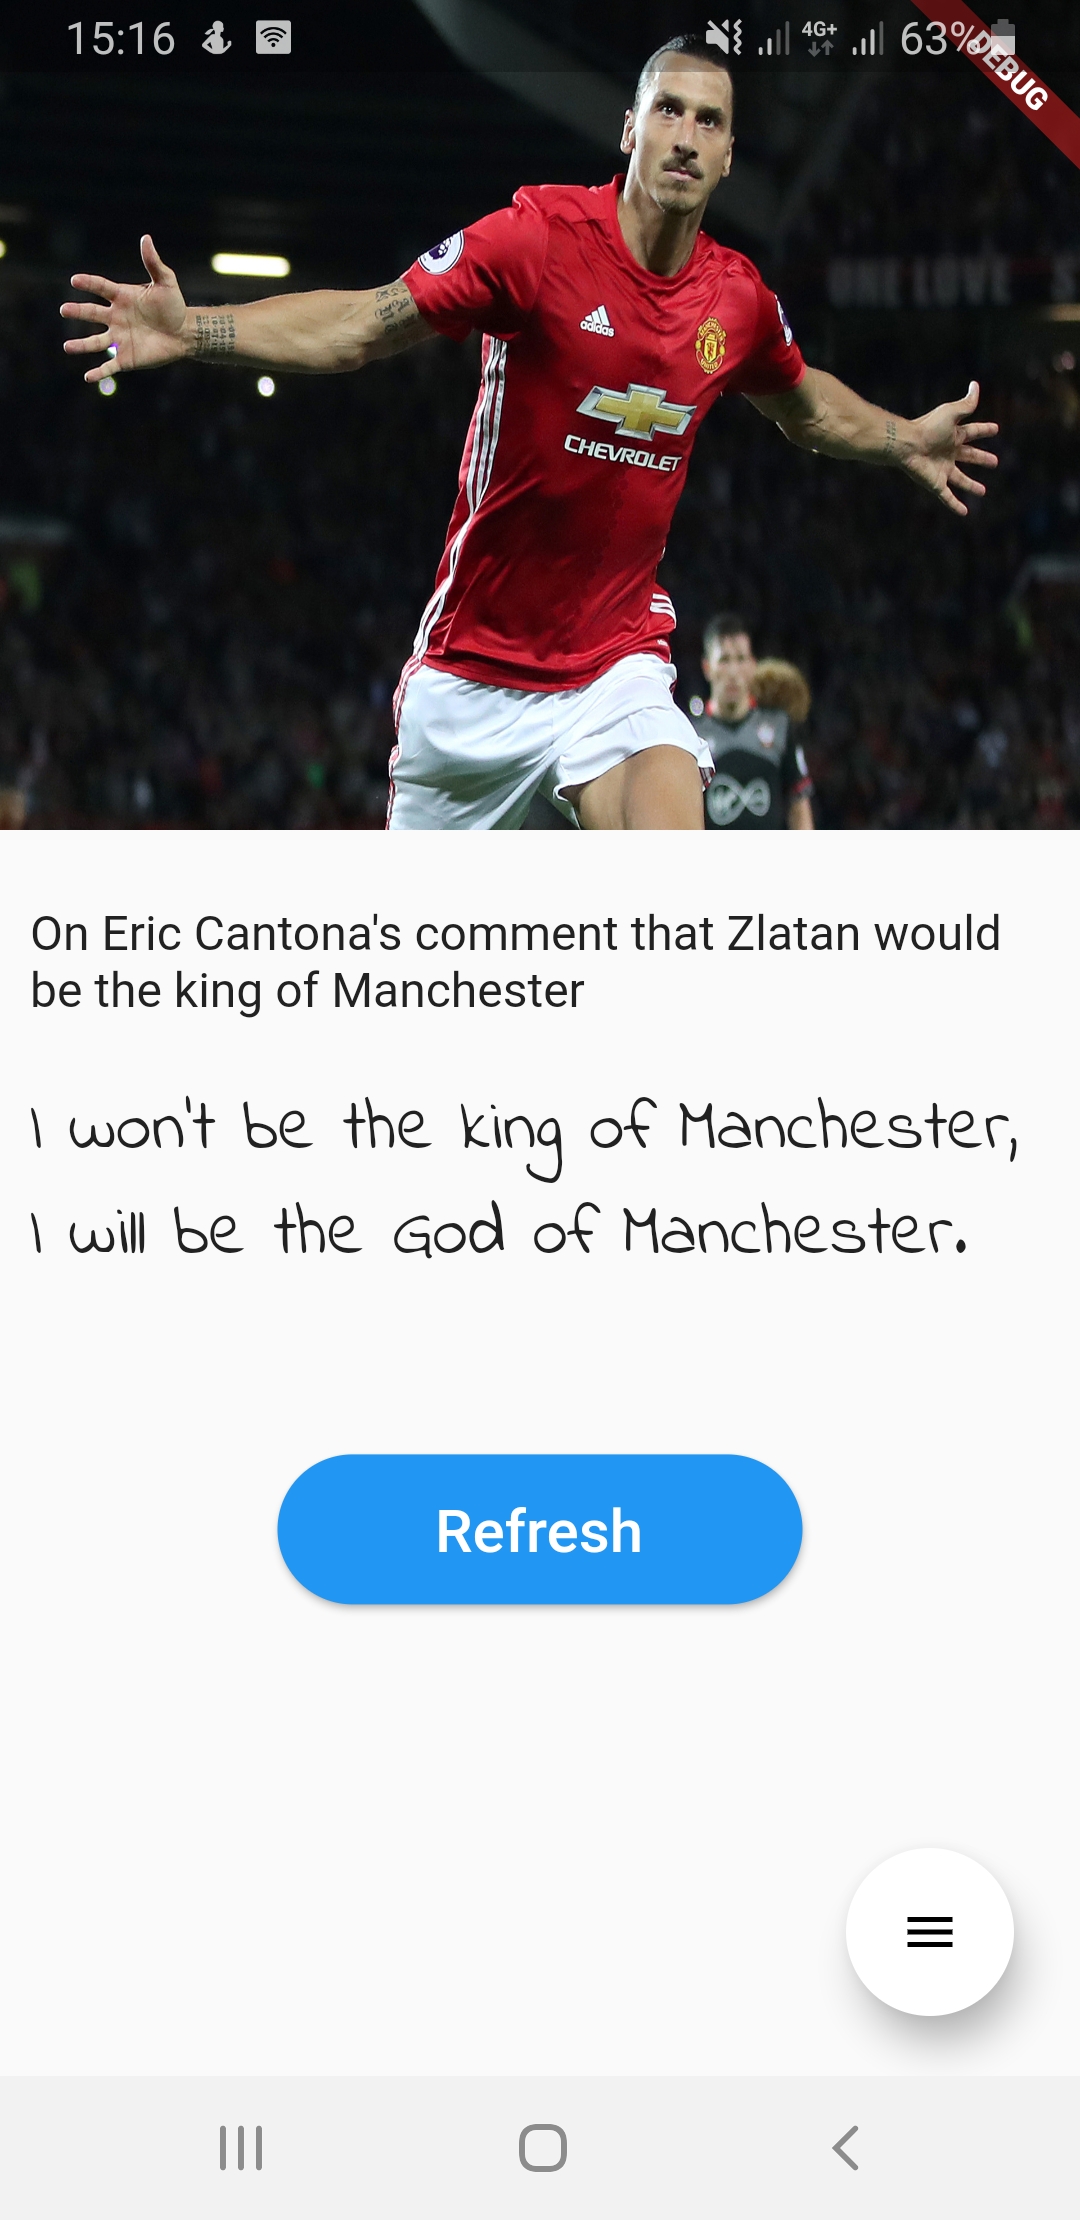 15:16
4G+
63%
DEBUG
ONE LOVE
adidas
CHEVROLET
On Eric Cantona's comment that Zlatan would
be the king of Manchester
I won't be the king of Manchester,
I will be the God of Manchester.
Refresh